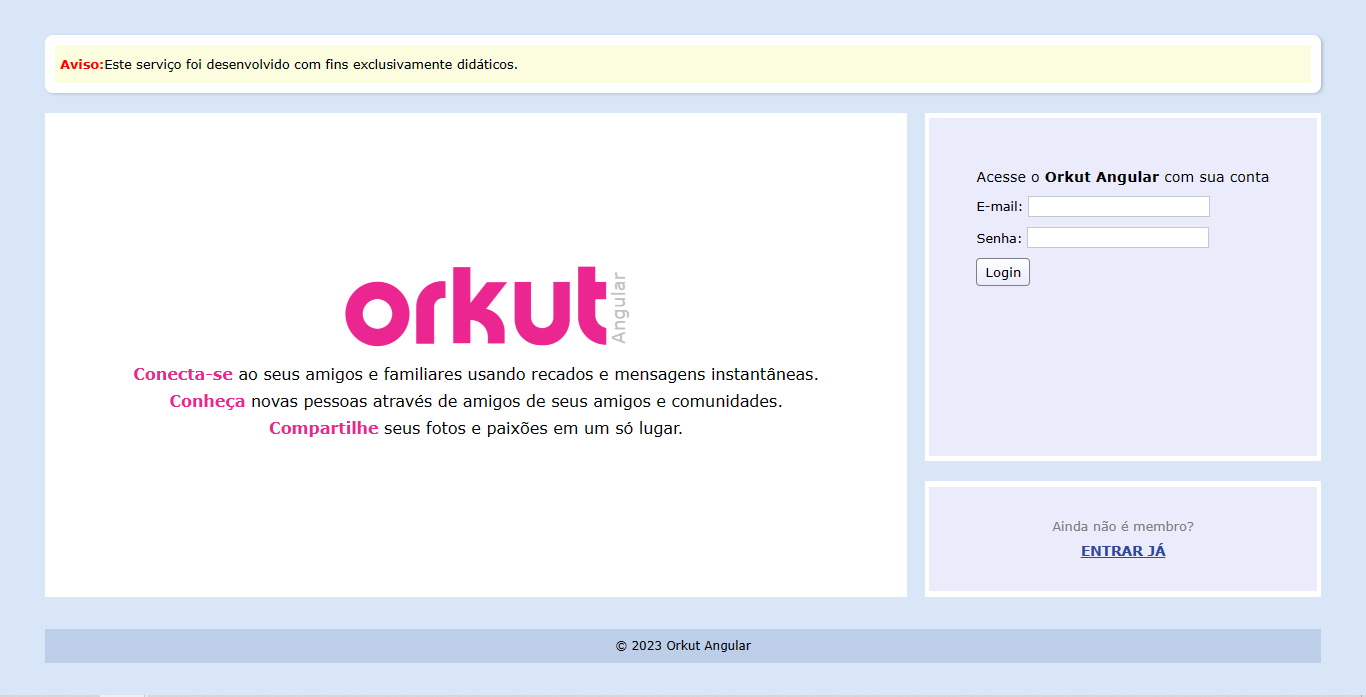 Aviso:Este serviço foi desenvolvido com fins exclusivamente didáticos.
orkut Angular
Conecta-se ao seus amigos e familiares usando recados e mensagens instantâneas.
Conheça novas pessoas através de amigos de seus amigos e comunidades.
Compartilhe seus fotos e paixões em um só lugar.
Acesse o Orkut Angular com sua conta
E-mail:
Senha:
Login
Ainda não é membro?
ENTRAR JÁ
© 2023 Orkut Angular